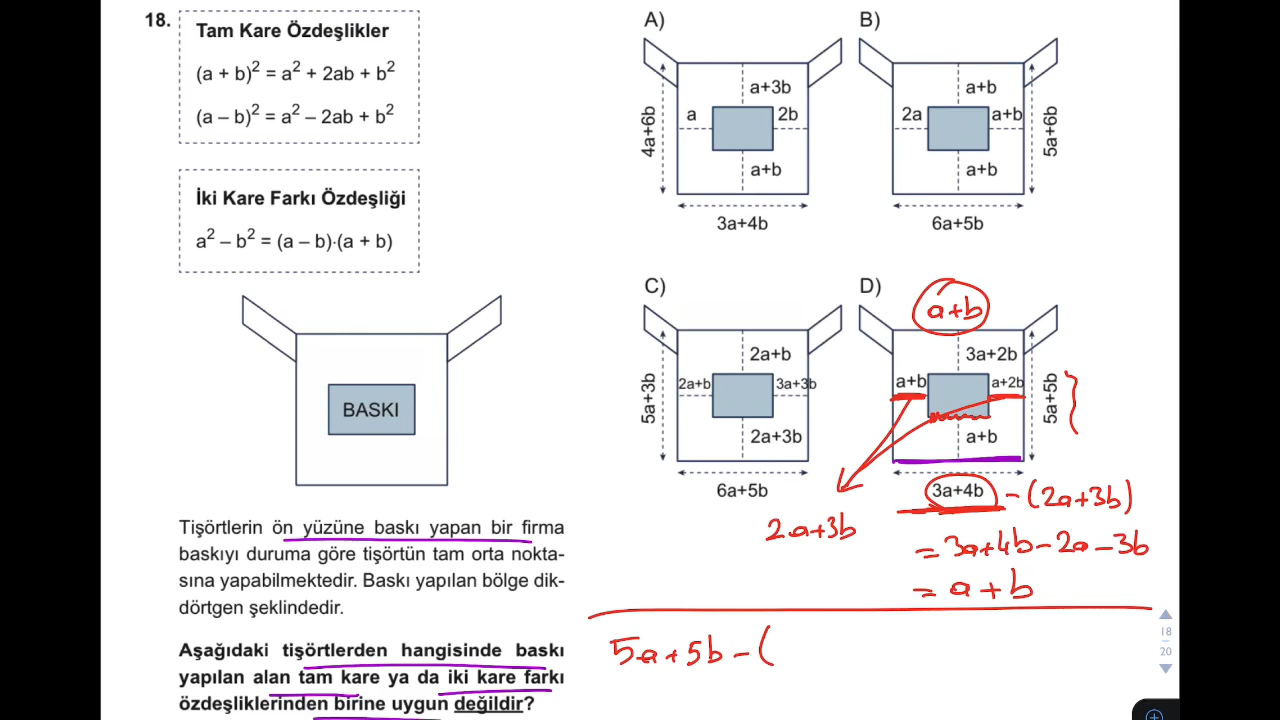 18.
Tam Kare Özdeşlikler
(a + b)² = a² + 2ab + b²
(a – b)² = a² – 2ab + b²
İki Kare Farkı Özdeşliği
a² – b² = (a – b)·(a + b)
BASKI
Tişörtlerin ön yüzüne baskı yapan bir firma
baskıyı duruma göre tişörtün tam orta nokta-
sına yapabilmektedir. Baskı yapılan bölge dik-
dörtgen şeklindedir.
Aşağıdaki tişörtlerden hangisinde baskı
yapılan alan tam kare ya da iki kare farkı
özdeşliklerinden birine uygun değildir?
A)
a+3b
a
2b
4a+6b
a+b
3a+4b
B)
a+b
2a
a+b
5a+6b
a+b
6a+5b
C)
2a+b
2a+b
3a+3b
5a+3b
2a+3b
6a+5b
D)
a+b
3a+2b
a+b
a+2b
5a+5b
a+b
3a+4b – (2a+3b)
2a+3b
= 3a+4b – 2a – 3b
= a + b
5a+5b – (
18
20